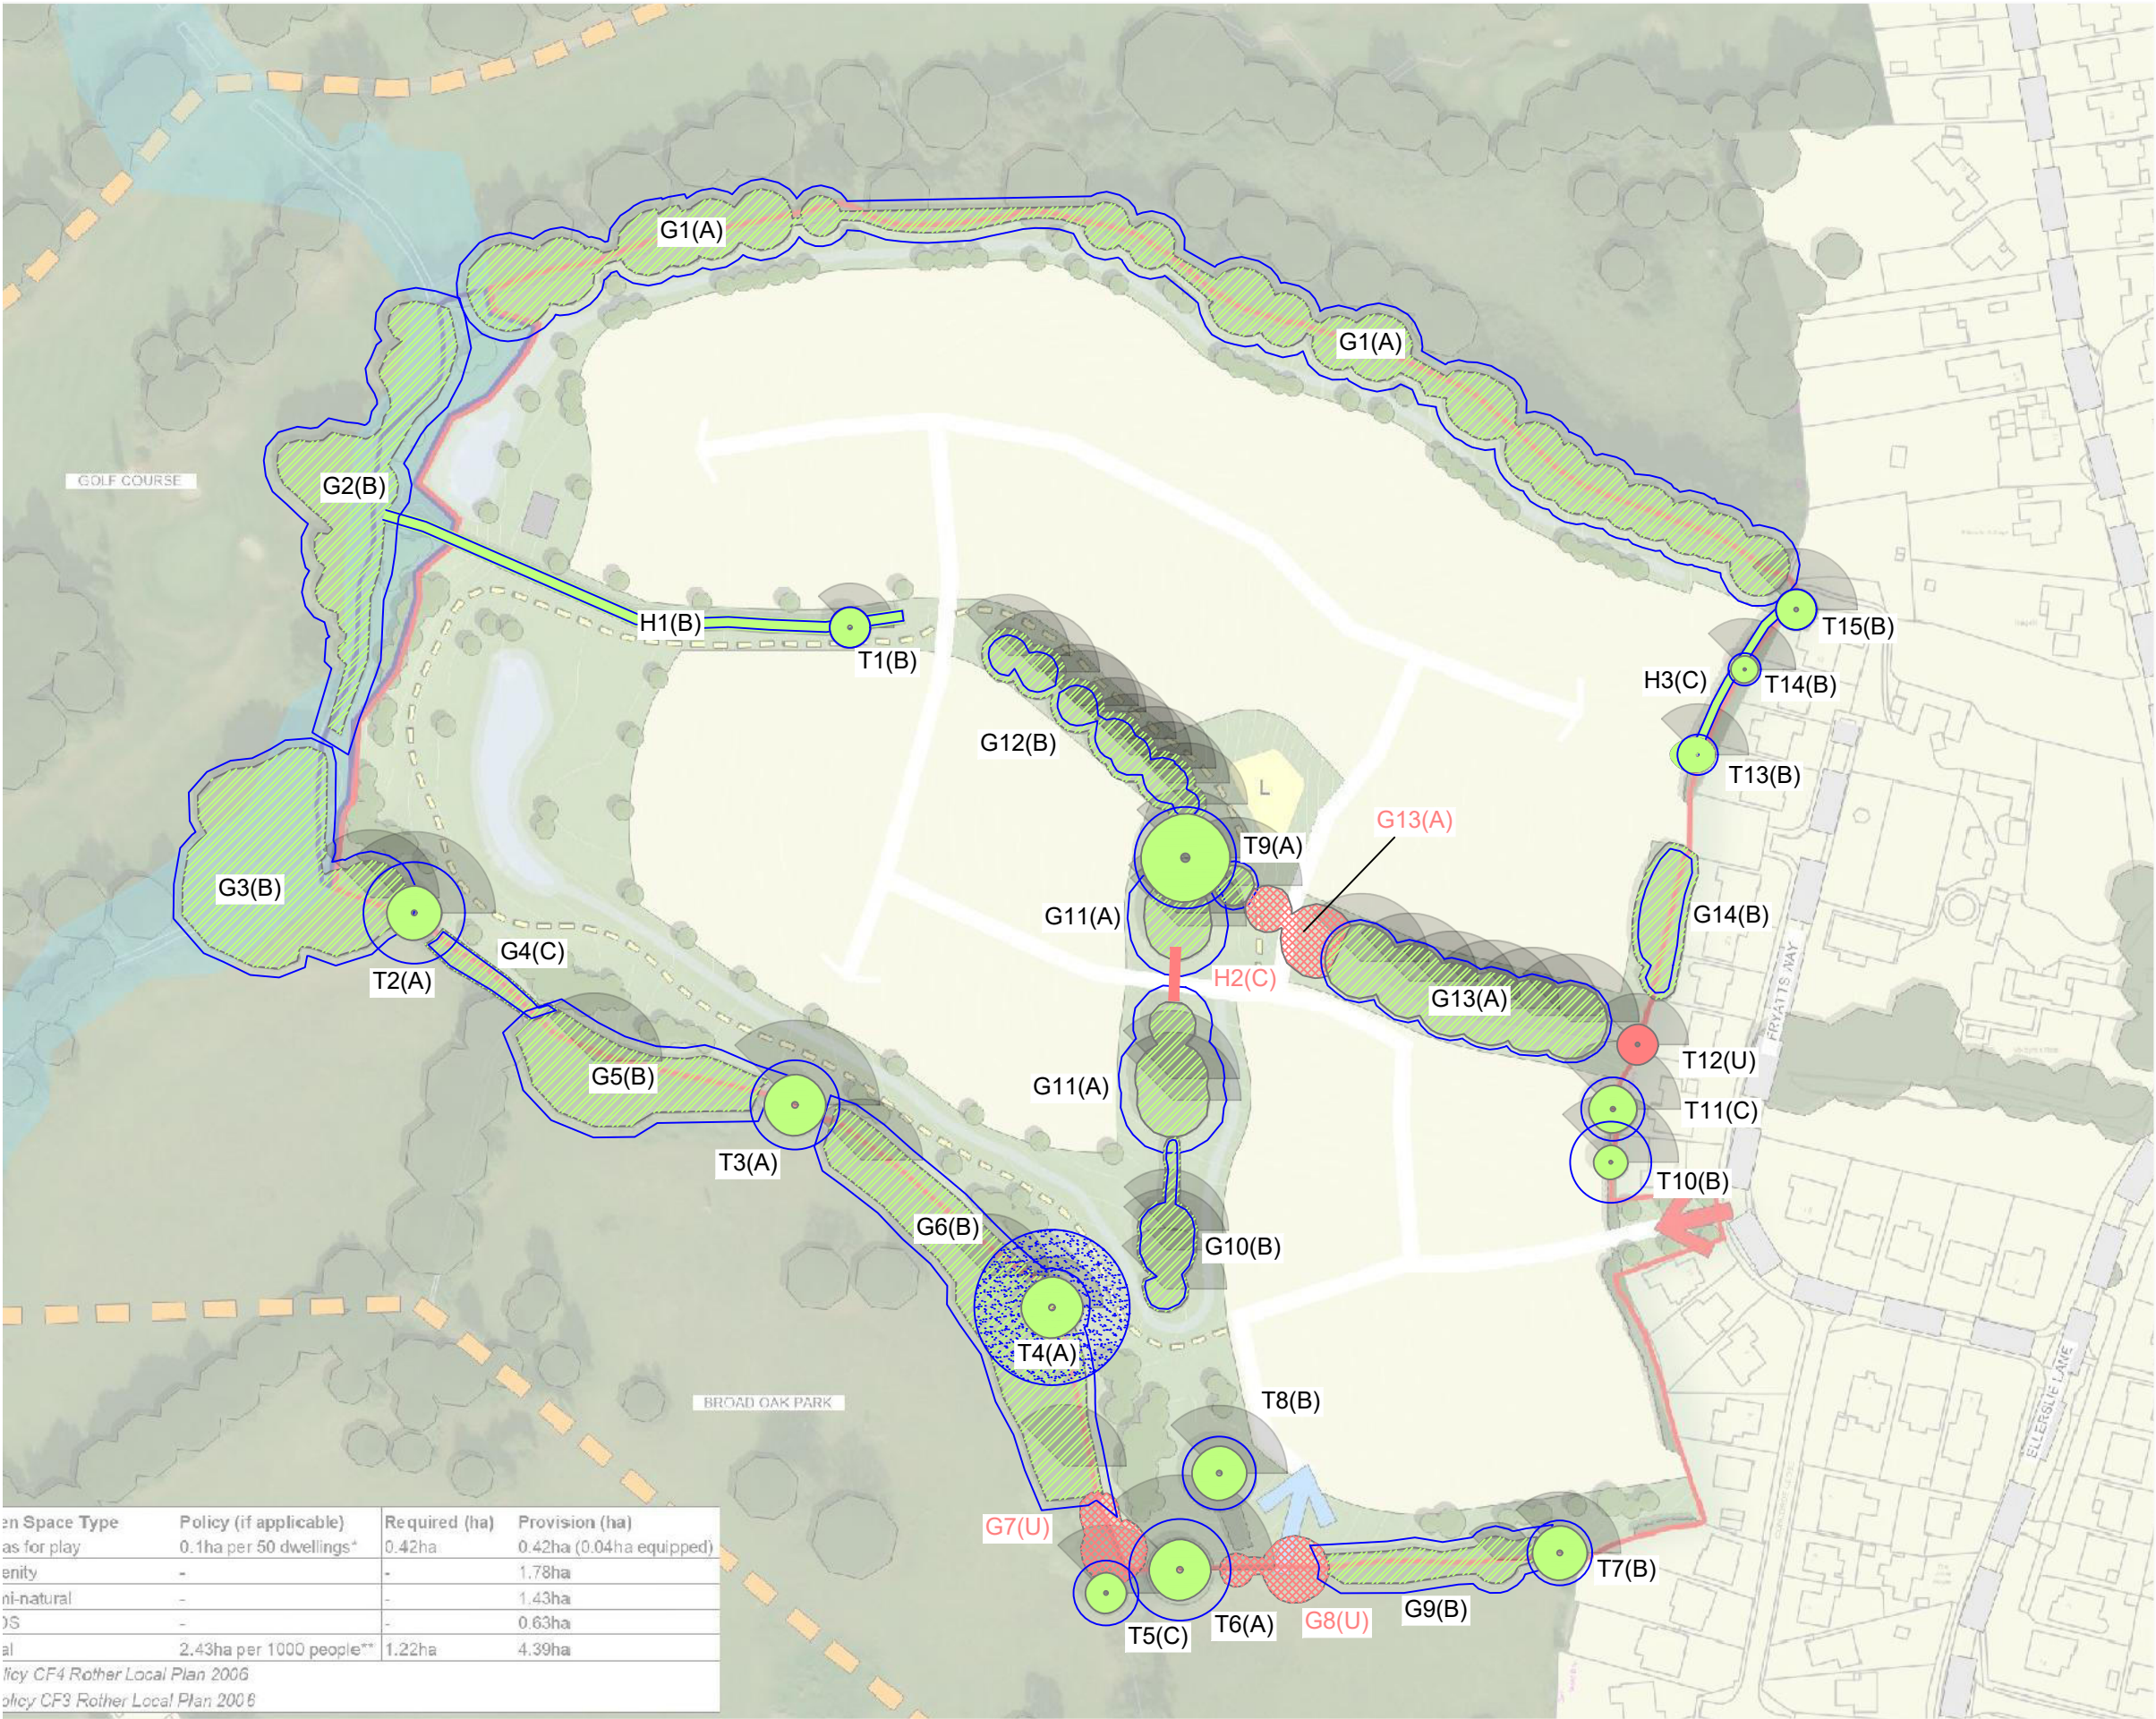 G1(A)
G1(A)
GOLF COURSE
G2(B)
H1(B)
T1(B)
T15(B)
H3(C)
T14(B)
G12(B)
T13(B)
L
G13(A)
T9(A)
G3(B)
G11(A)
G14(B)
G4(C)
T2(A)
H2(C)
G13(A)
FRYATTS WAY
T12(U)
G5(B)
G11(A)
T11(C)
T3(A)
T10(B)
G6(B)
G10(B)
T4(A)
BROAD OAK PARK
T8(B)
ELLERSLIE LANE
G7(U)
T7(B)
G9(B)
G8(U)
T6(A)
T5(C)
en Space Type Policy (if applicable) Required (ha) Provision (ha)
as for play 0.1ha per 50 dwellings* 0.42ha 0.42ha (0.04ha equipped)
enity - - 1.78ha
mi-natural - - 1.43ha
DS - - 0.63ha
al 2.43ha per 1000 people** 1.22ha 4.39ha
licy CF4 Rother Local Plan 2006
olicy CF3 Rother Local Plan 2006